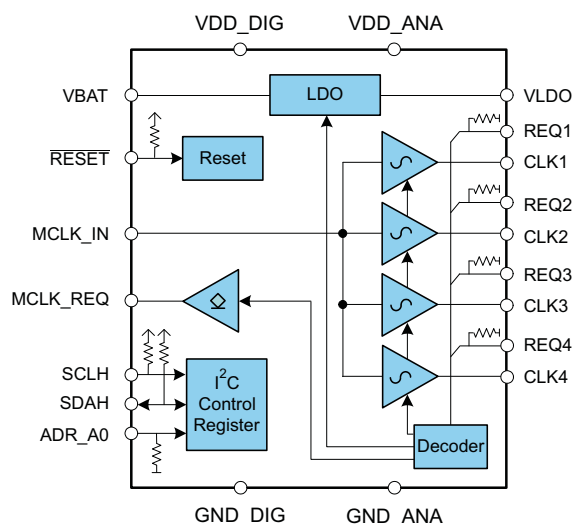 VDD_DIG
VDD_ANA
VBAT
LDO
VLDO
REQ1
RESET
Reset
CLK1
REQ2
MCLK_IN
CLK2
REQ3
MCLK_REQ
CLK3
REQ4
SCLH
I²C
Control
Register
CLK4
SDAH
ADR_A0
Decoder
GND_DIG
GND_ANA